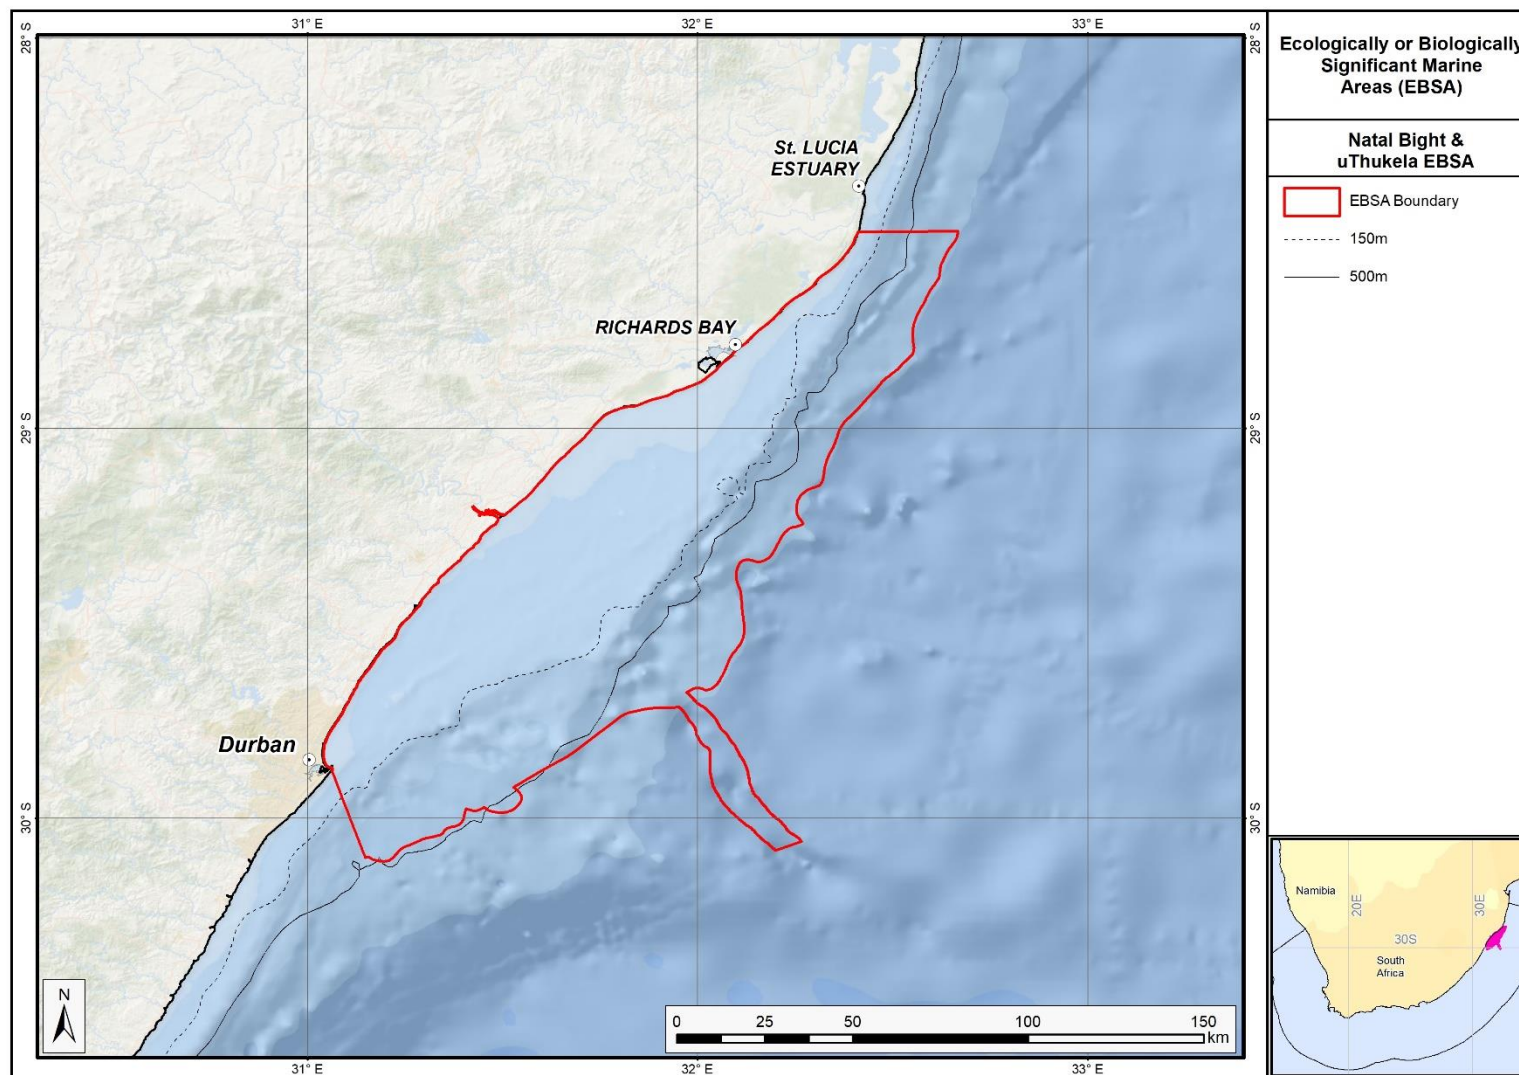 31° E
32° E
33° E
28° S
28° S
Ecologically or Biologically
Significant Marine
Areas (EBSA)
Natal Bight &
uThukela EBSA
EBSA Boundary
150m
500m
St. LUCIA
ESTUARY
RICHARDS BAY
29° S
29° S
Durban
30° S
30° S
N
0 25 50 100 150
km
31° E
32° E
33° E
Namibia
20E
30E
30S
South
Africa